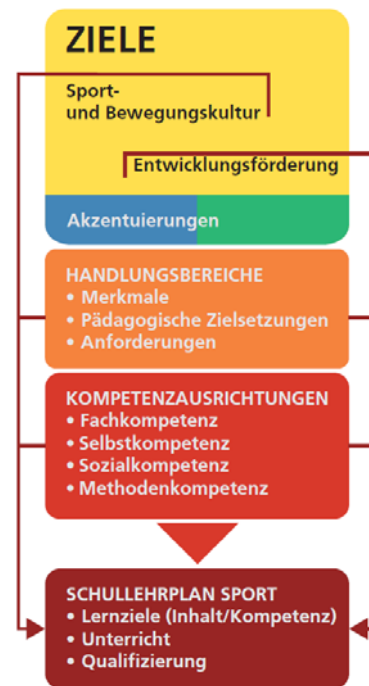 ZIELE
Sport-
und Bewegungskultur
Entwicklungsförderung
Akzentuierungen
HANDLUNGSBEREICHE
• Merkmale
• Pädagogische Zielsetzungen
• Anforderungen
KOMPETENZAUSRICHTUNGEN
• Fachkompetenz
• Selbstkompetenz
• Sozialkompetenz
• Methodenkompetenz
SCHULLEHRPLAN SPORT
• Lernziele (Inhalt/Kompetenz)
• Unterricht
• Qualifizierung